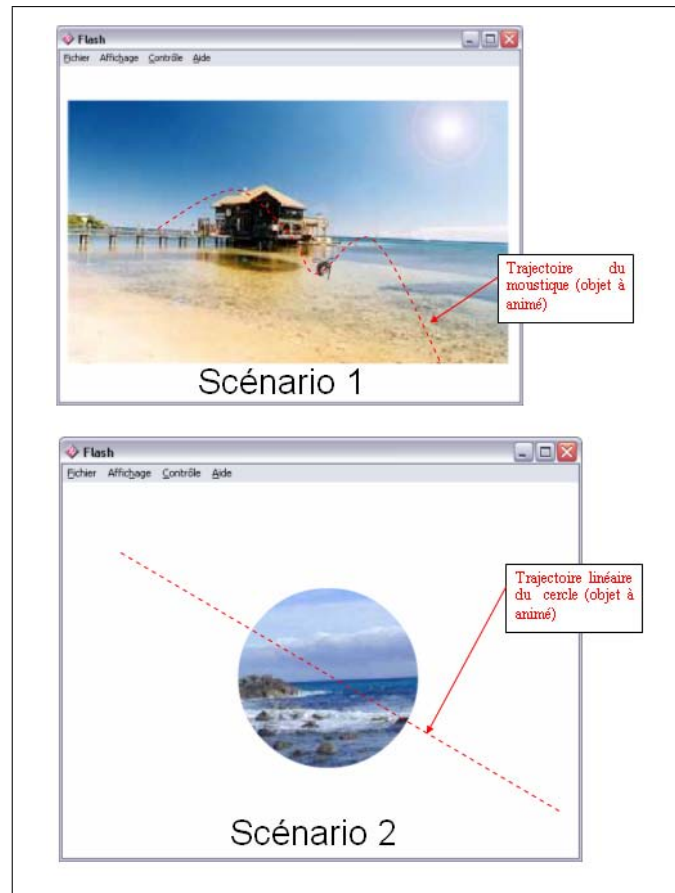 Flash
Fichier Affichage Contrôle Aide
Trajectoire du
moustique (objet à
animé)
Scénario 1
Flash
Fichier Affichage Contrôle Aide
Trajectoire linéaire
du cercle (objet à
animé)
Scénario 2